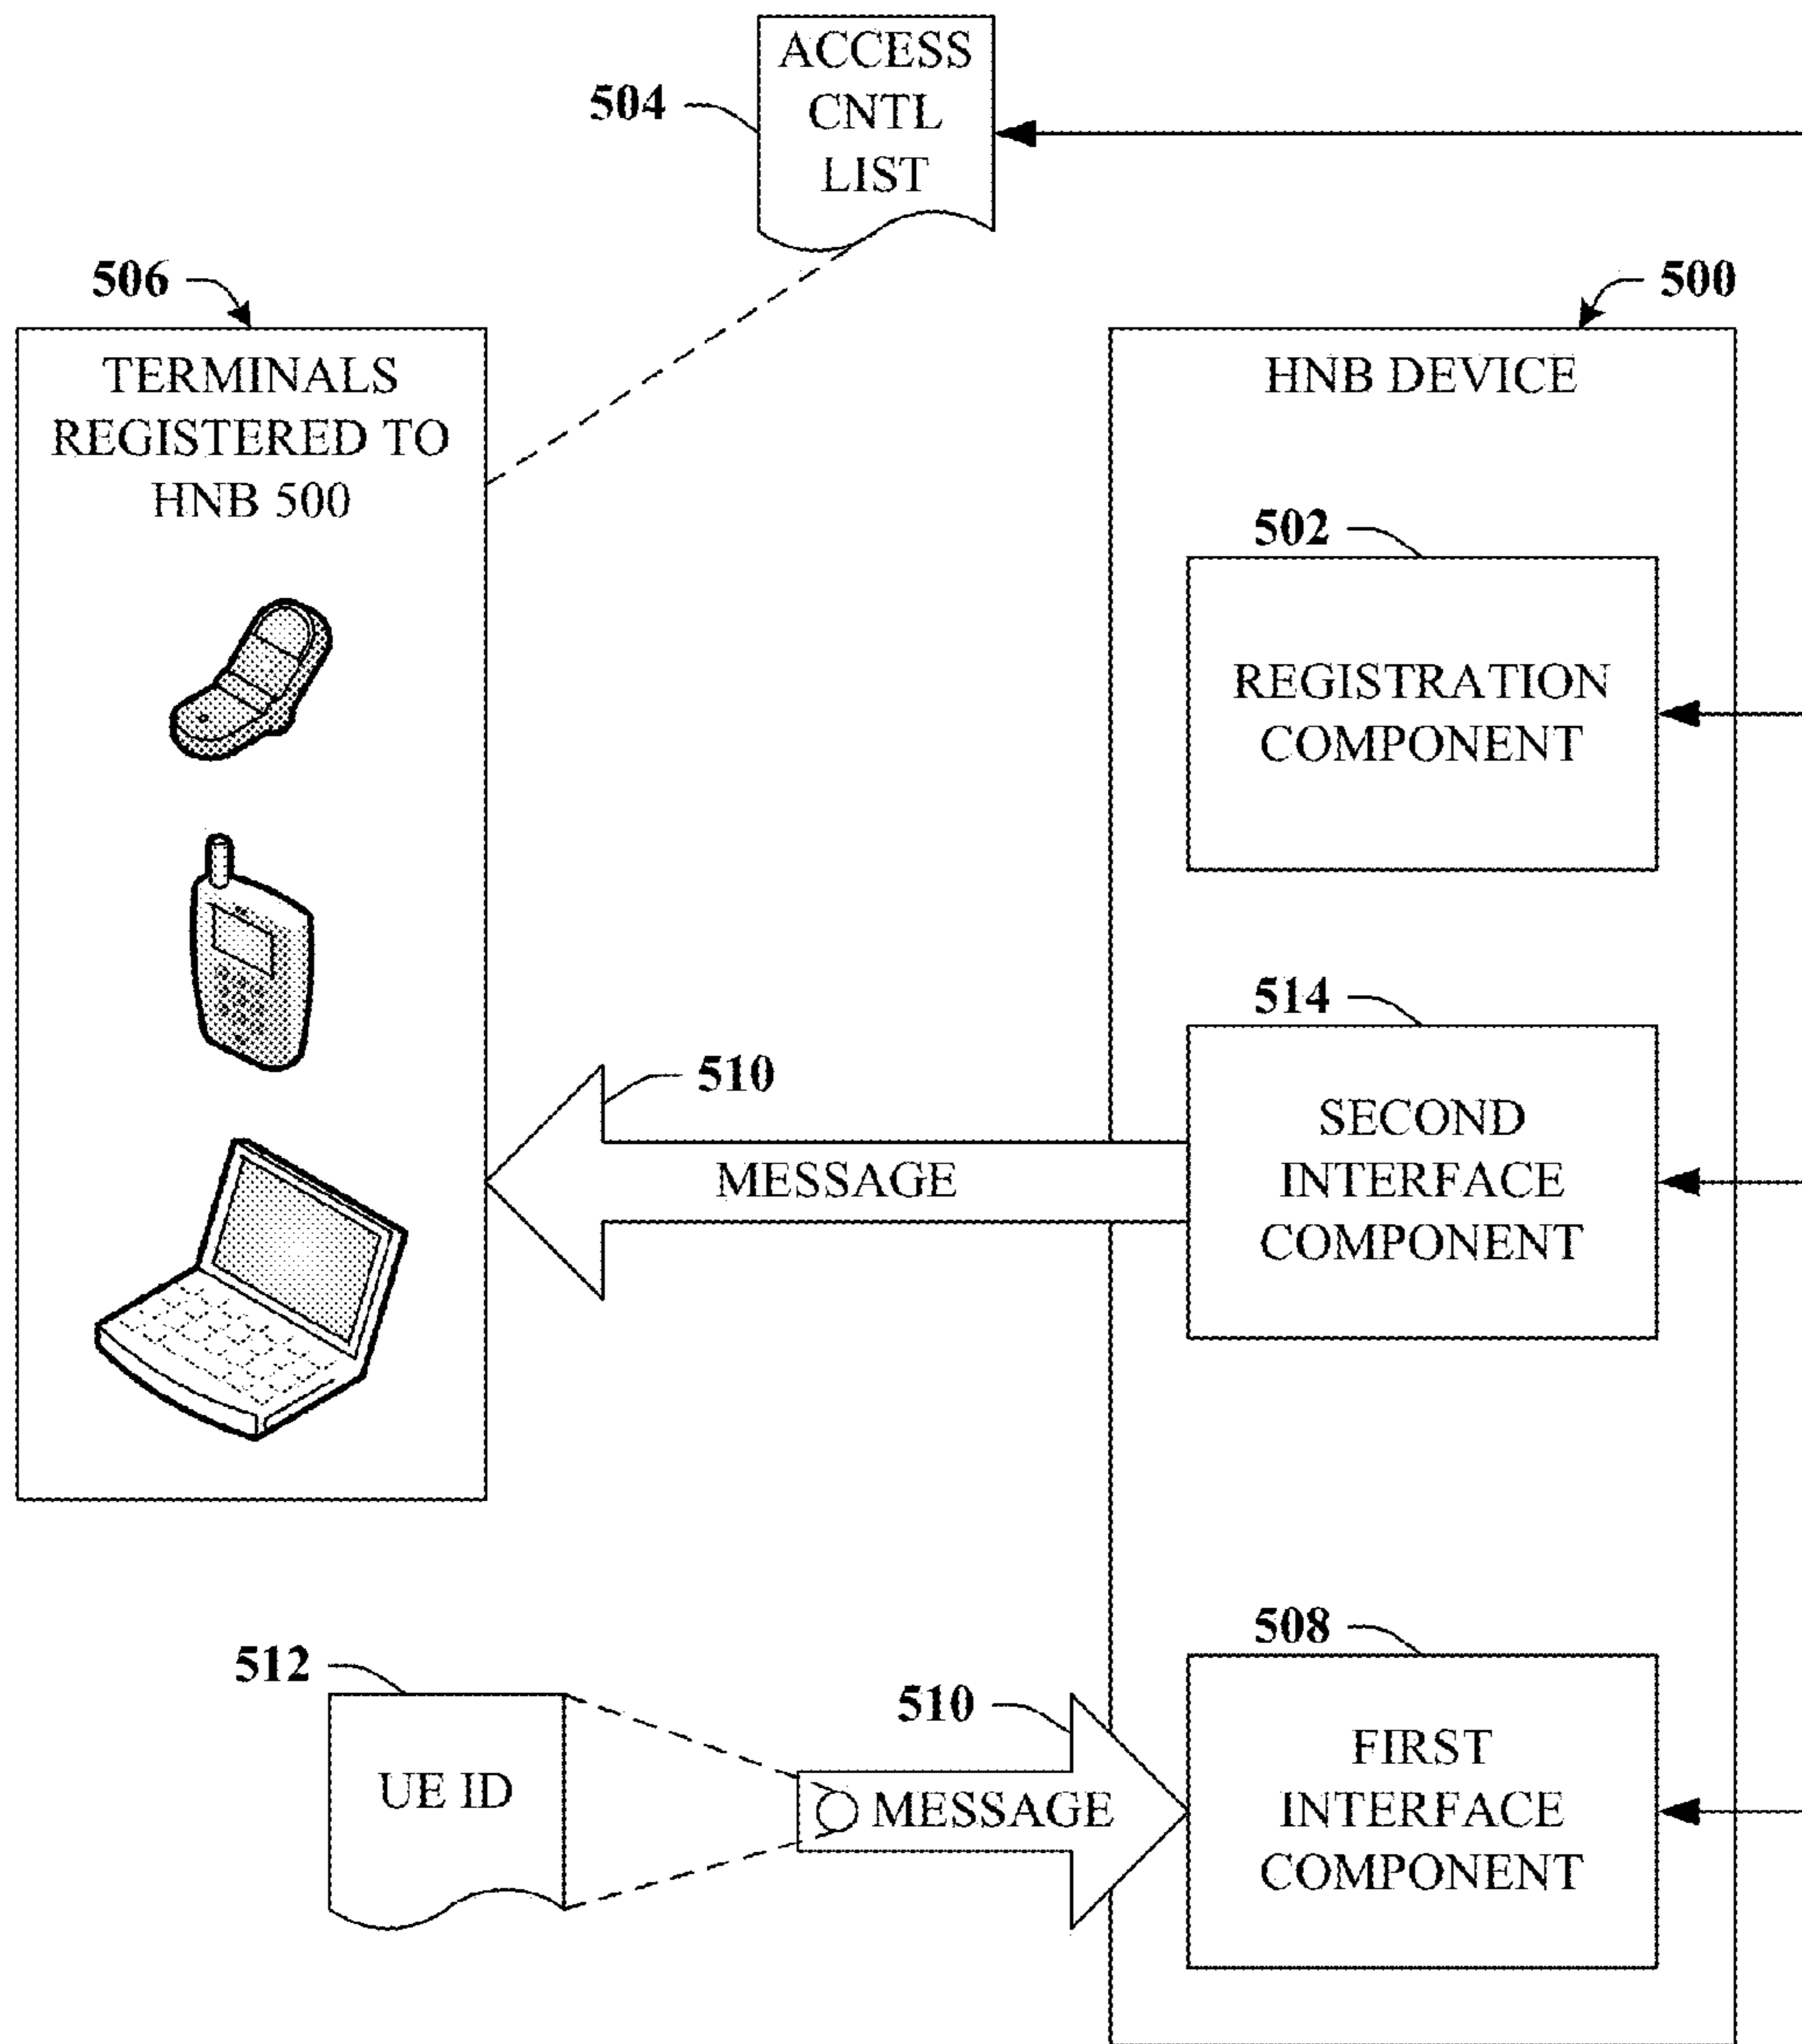 ACCESS
CNTL
LIST
504
506
500
TERMINALS
REGISTERED TO
HNB 500
HNB DEVICE
502
REGISTRATION
COMPONENT
514
SECOND
INTERFACE
COMPONENT
510
MESSAGE
508
512
510
UE ID
MESSAGE
FIRST
INTERFACE
COMPONENT